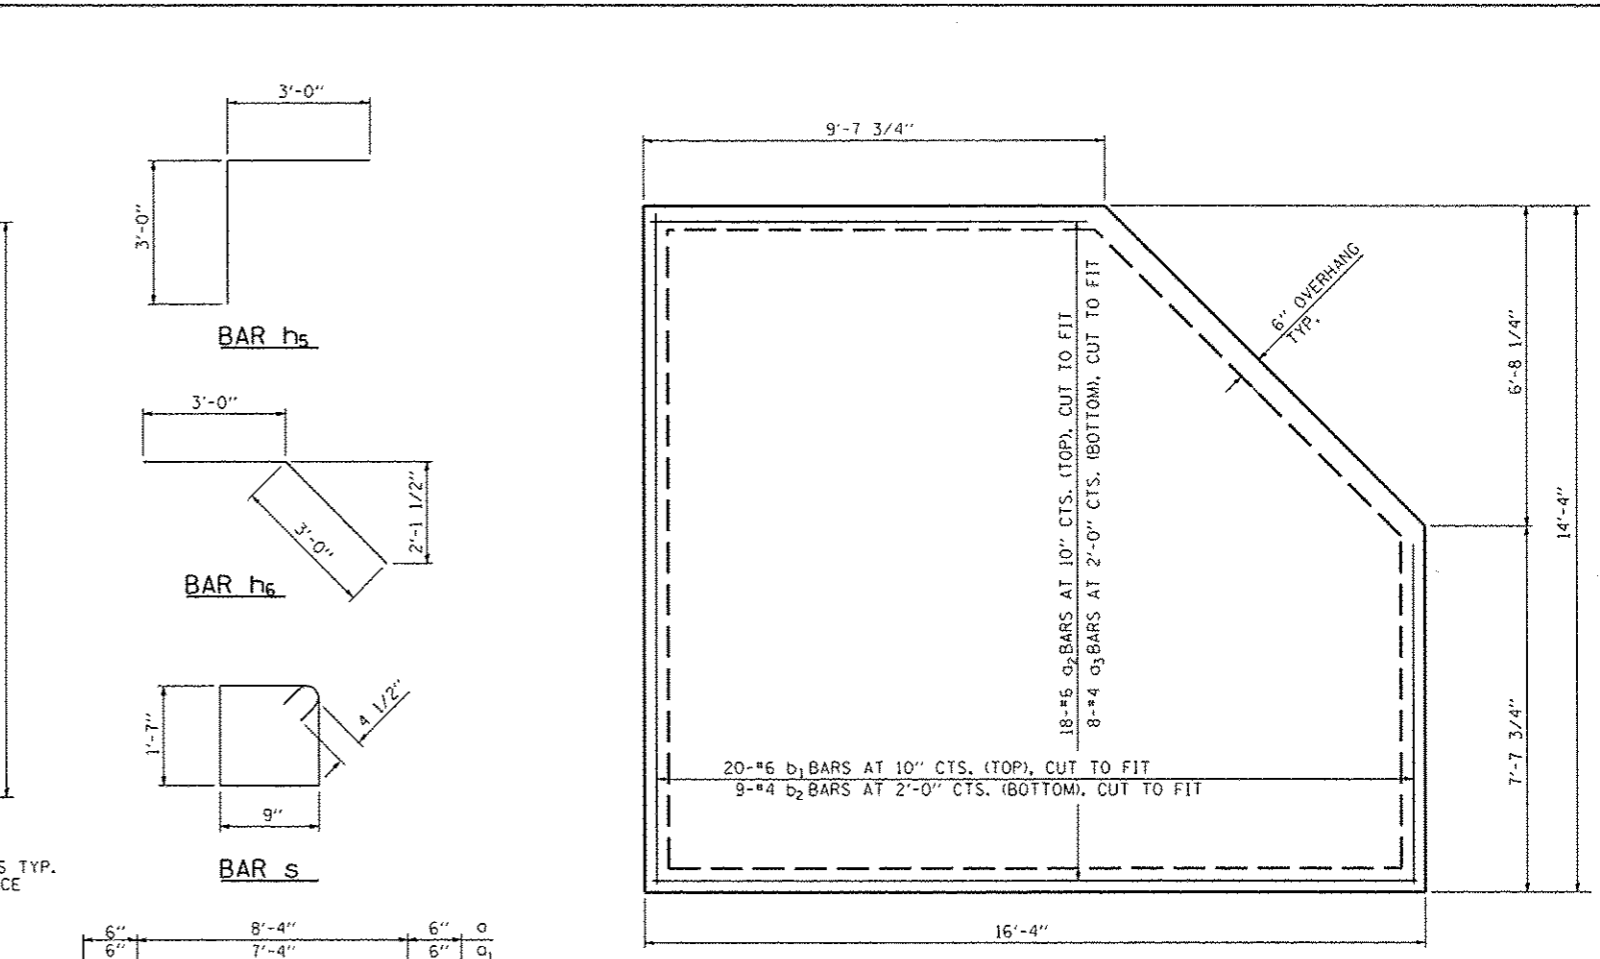 3'-0"
3'-0"
BAR h5
3'-0"
3'-0"
2'-1 1/2"
BAR h6
1'-7"
4 1/2"
9"
BAR s
S TYP.
CE
6" 8'-4" 6" a
6" 7'-4" 6" a1
9'-7 3/4"
6" OVERHANG
TYP.
6'-8 1/4"
14'-4"
7'-7 3/4"
18-#6 a2 BARS AT 10" CTS. (TOP), CUT TO FIT
8-#4 a3 BARS AT 2'-0" CTS. (BOTTOM), CUT TO FIT
20-#6 b1 BARS AT 10" CTS. (TOP), CUT TO FIT
9-#4 b2 BARS AT 2'-0" CTS. (BOTTOM), CUT TO FIT
16'-4"